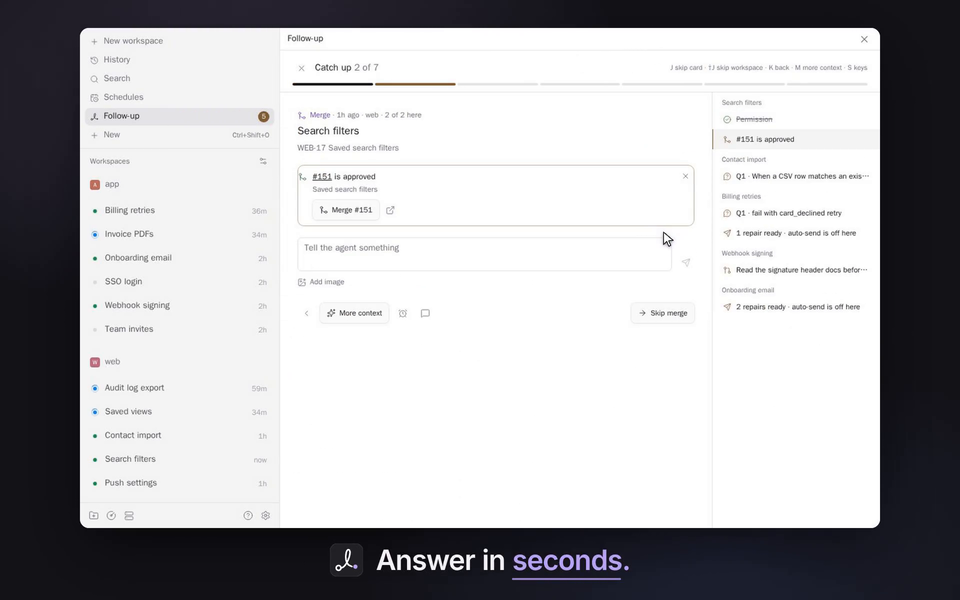 New workspace
History
Search
Schedules
Follow-up 5
New Ctrl+Shift+O
Workspaces
A app
Billing retries 36m
Invoice PDFs 34m
Onboarding email 2h
SSO login 2h
Webhook signing 2h
Team invites 2h
W web
Audit log export 59m
Saved views 34m
Contact import 1h
Search filters now
Push settings 1h
Follow-up
Catch up 2 of 7
J skip card · ↑J skip workspace · K back · M more context · S keys
Merge · 1h ago · web · 2 of 2 here
Search filters
WEB-17 Saved search filters
#151 is approved
Saved search filters
Merge #151
Tell the agent something
Add image
More context
Skip merge
Search filters
Permission
#151 is approved
Contact import
Q1 · When a CSV row matches an exis···
Billing retries
Q1 · fail with card_declined retry
1 repair ready · auto-send is off here
Webhook signing
Read the signature header docs befor···
Onboarding email
2 repairs ready · auto-send is off here
Answer in seconds.